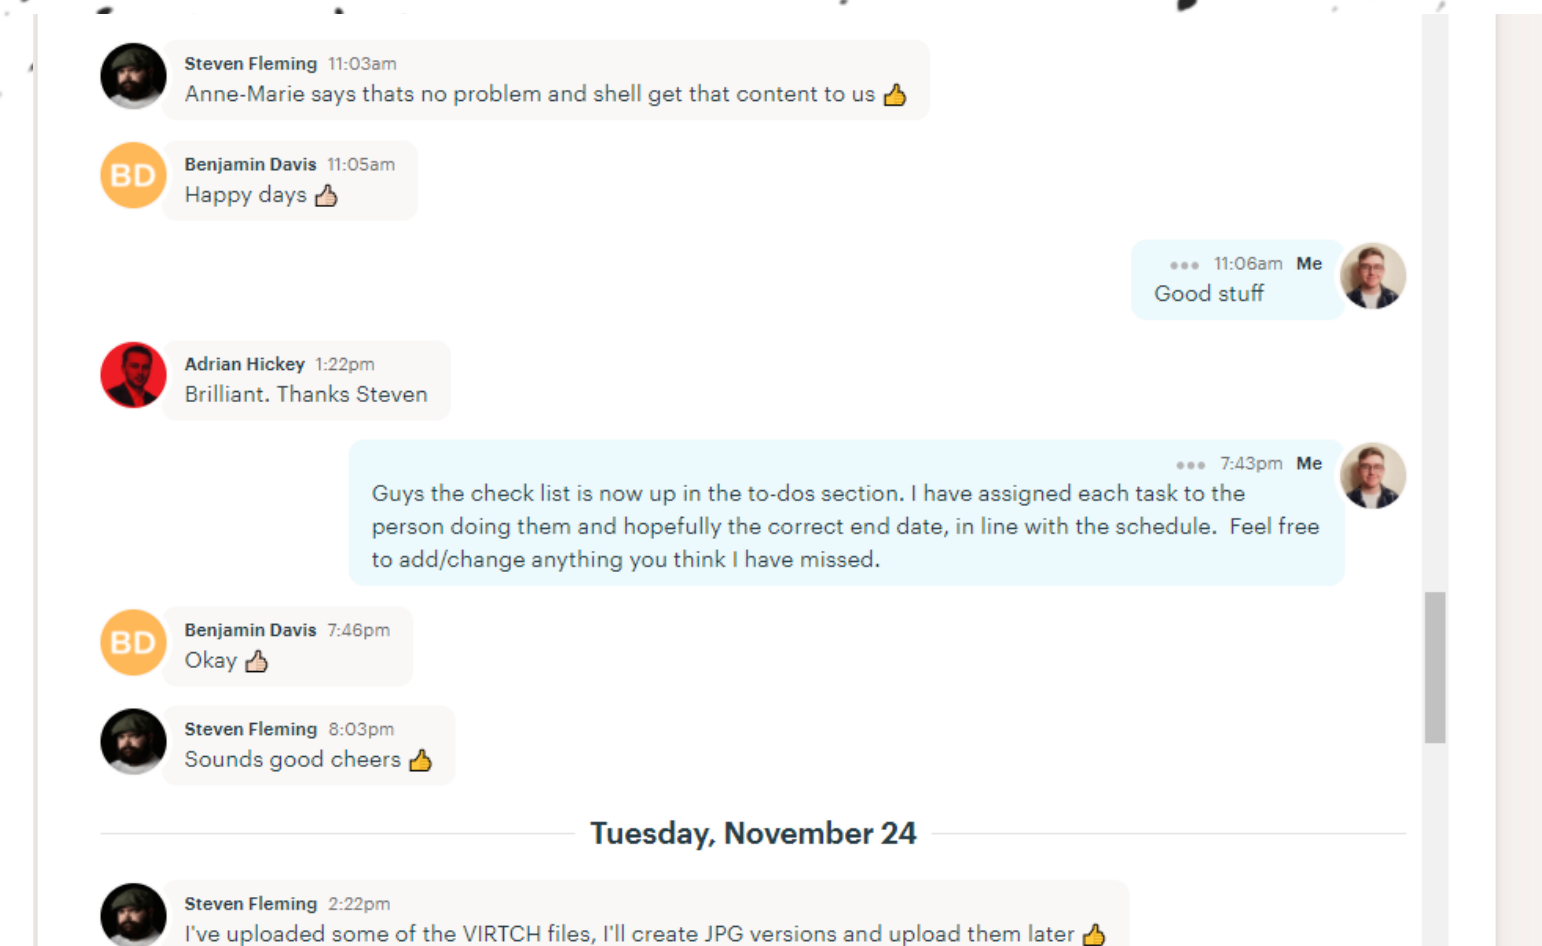 Steven Fleming 11:03am
Anne-Marie says thats no problem and shell get that content to us 👍
BD
Benjamin Davis 11:05am
Happy days 👍🏻
••• 11:06am Me
Good stuff
Adrian Hickey 1:22pm
Brilliant. Thanks Steven
••• 7:43pm Me
Guys the check list is now up in the to-dos section. I have assigned each task to the
person doing them and hopefully the correct end date, in line with the schedule.  Feel free
to add/change anything you think I have missed.
BD
Benjamin Davis 7:46pm
Okay 👍🏻
Steven Fleming 8:03pm
Sounds good cheers 👍
Tuesday, November 24
Steven Fleming 2:22pm
I've uploaded some of the VIRTCH files, I'll create JPG versions and upload them later 👍